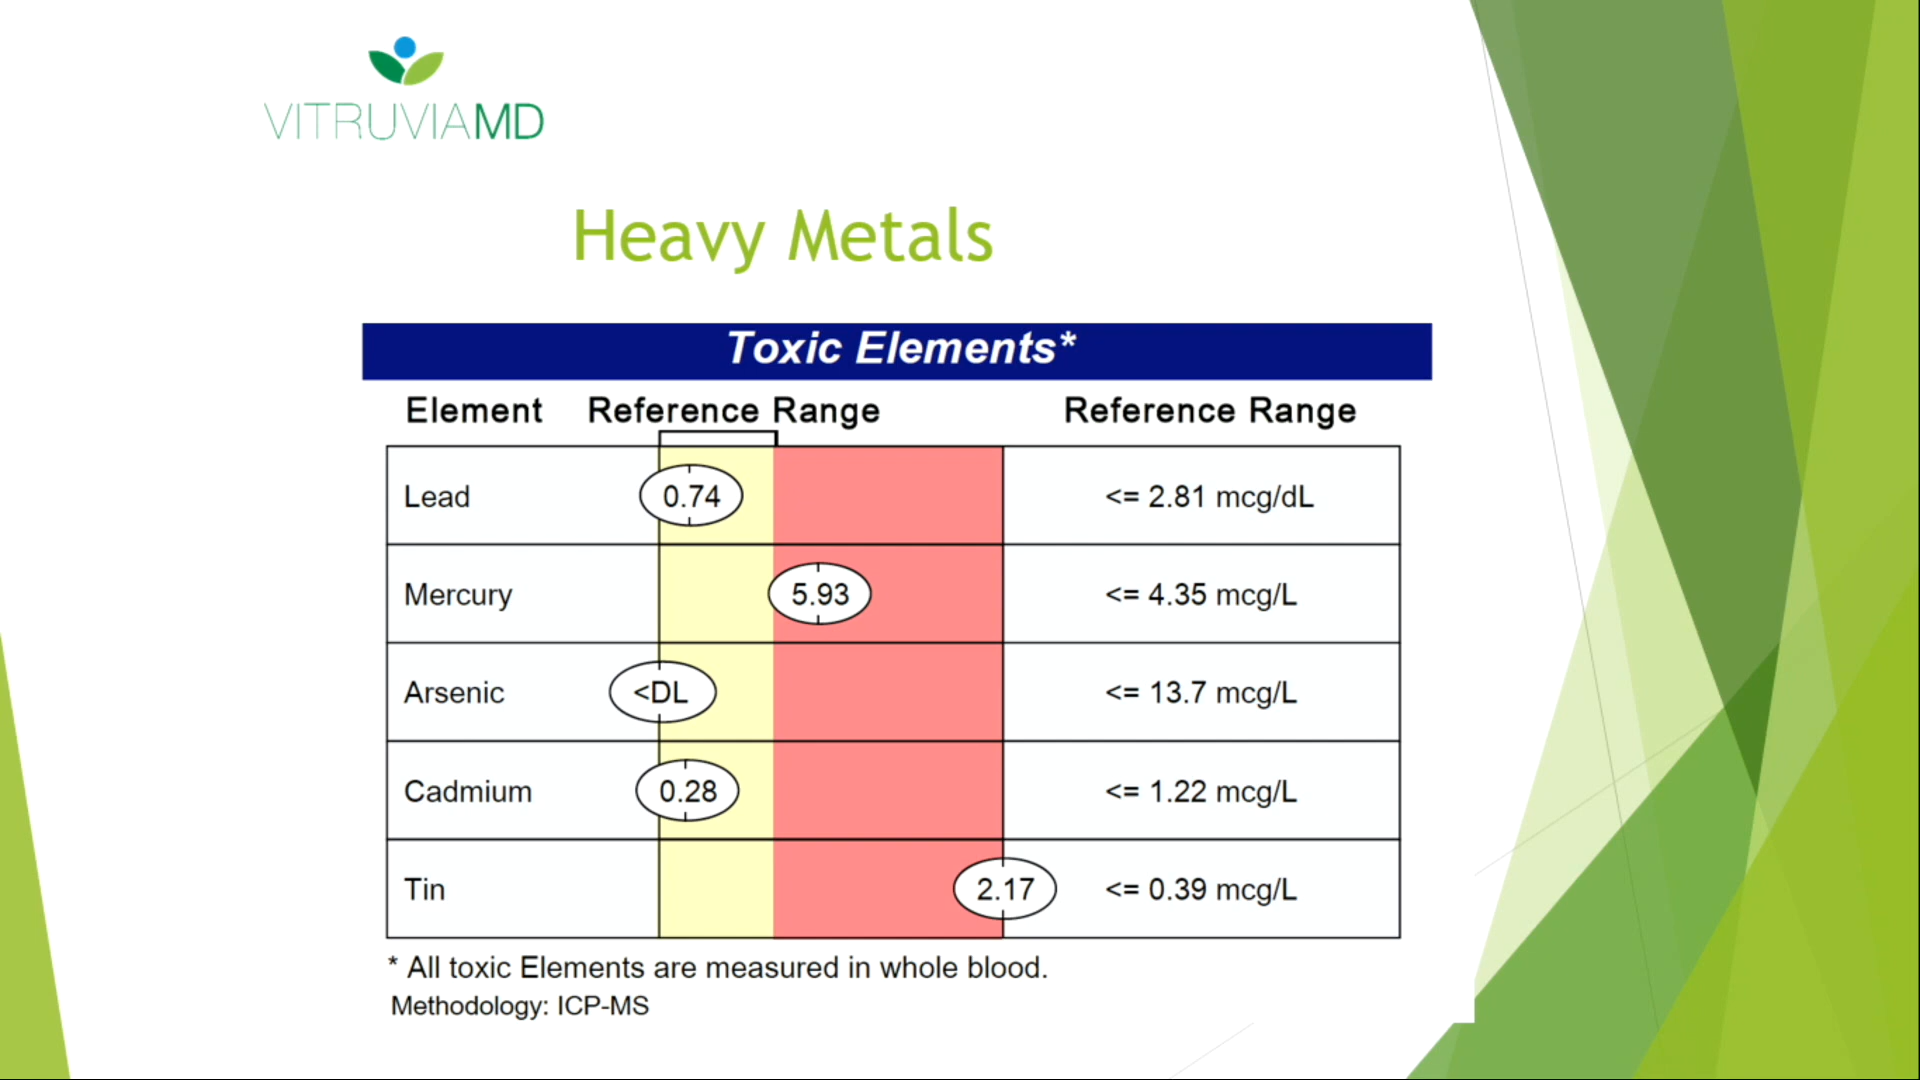 VITRUVIAMD
Heavy Metals
Toxic Elements*
Element Reference Range Reference Range
Lead 0.74 <= 2.81 mcg/dL
Mercury 5.93 <= 4.35 mcg/L
Arsenic <DL <= 13.7 mcg/L
Cadmium 0.28 <= 1.22 mcg/L
Tin 2.17 <= 0.39 mcg/L
* All toxic Elements are measured in whole blood.
Methodology: ICP-MS